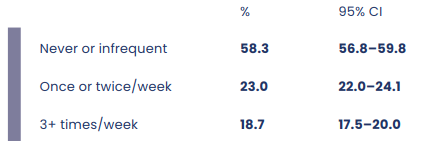 % 95% CI
Never or infrequent 58.3 56.8–59.8
Once or twice/week 23.0 22.0–24.1
3+ times/week 18.7 17.5–20.0